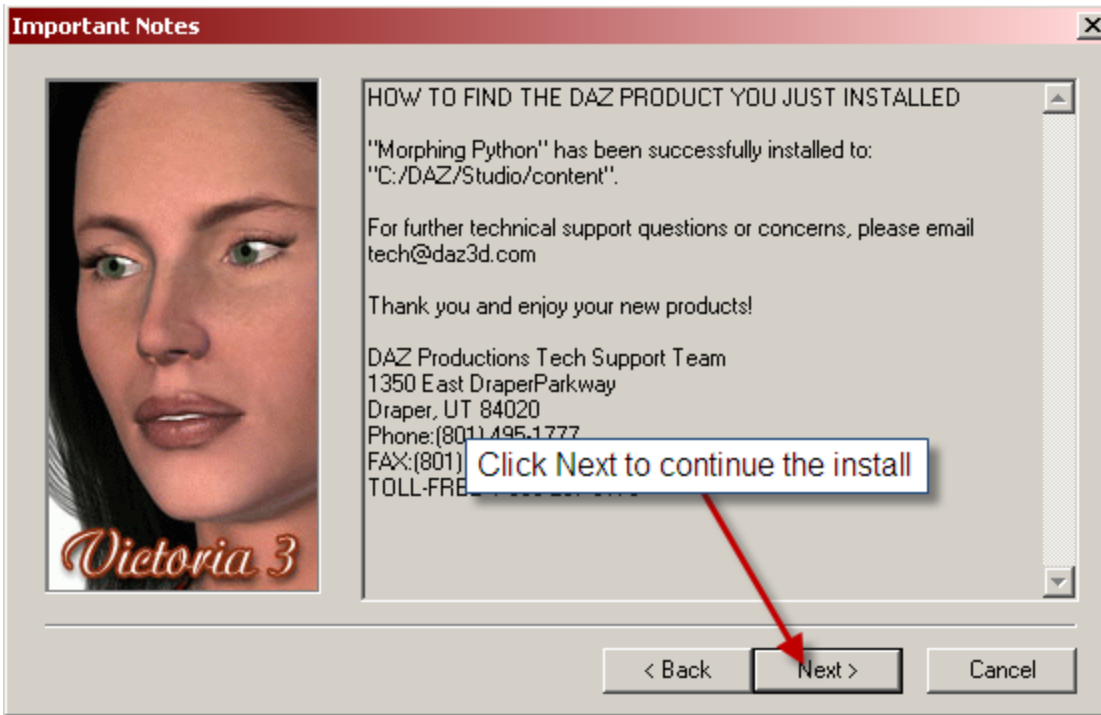 Important Notes
HOW TO FIND THE DAZ PRODUCT YOU JUST INSTALLED
"Morphing Python" has been successfully installed to:
"C:/DAZ/Studio/content".
For further technical support questions or concerns, please email
tech@daz3d.com
Thank you and enjoy your new products!
DAZ Productions Tech Support Team
1350 East DraperParkway
Draper, UT 84020
Phone:(801) 495-1777
FAX:(801)
Click Next to continue the install
Victoria 3
< Back
Next >
Cancel